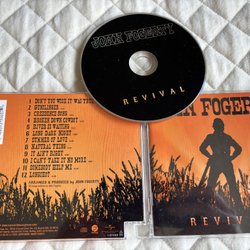 JOHN FOGERTY
REVIVAL
1 DON'T YOU WISH IT WAS TRUE
2 GUNSLINGER
3 CREEDENCE SONG
4 BROKEN DOWN COWBOY
5 RIVER IS WAITING
6 LONG DARK NIGHT
7 SUMMER OF LOVE
8 NATURAL THING
9 IT AIN'T RIGHT
10 I CAN'T TAKE IT NO MORE
11 SOMEBODY HELP ME
12 LONGSHOT
ARRANGED & PRODUCED by JOHN FOGERTY
FOGERT
REVIV